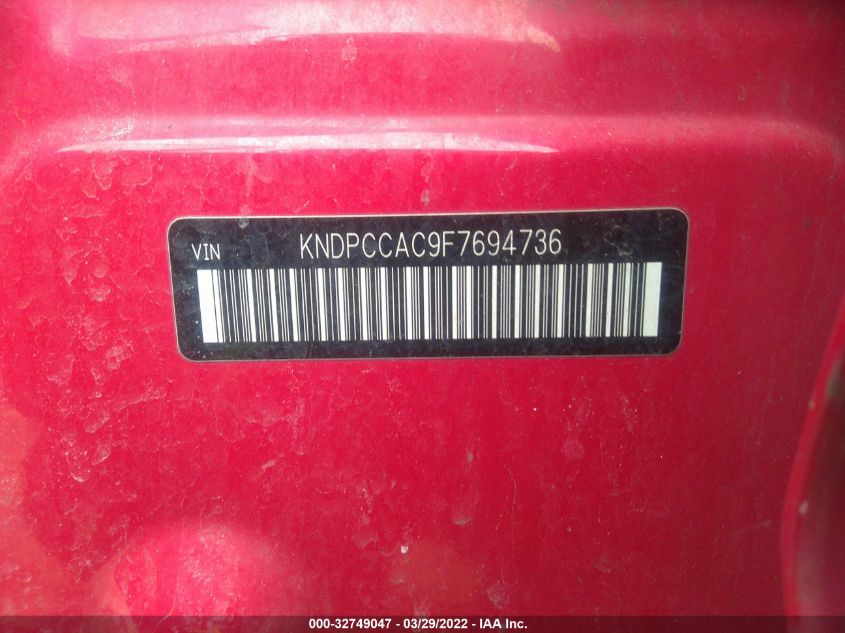 VIN KNDPCCAC9F7694736
000-32749047 - 03/29/2022 - IAA Inc.